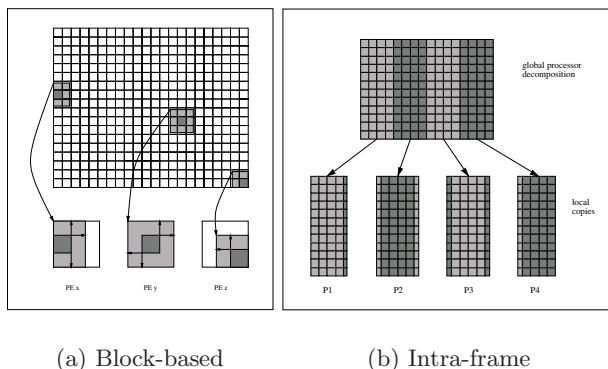 global processor
decomposition
local
copies
PE x PE y PE z
P1 P2 P3 P4
(a) Block-based (b) Intra-frame